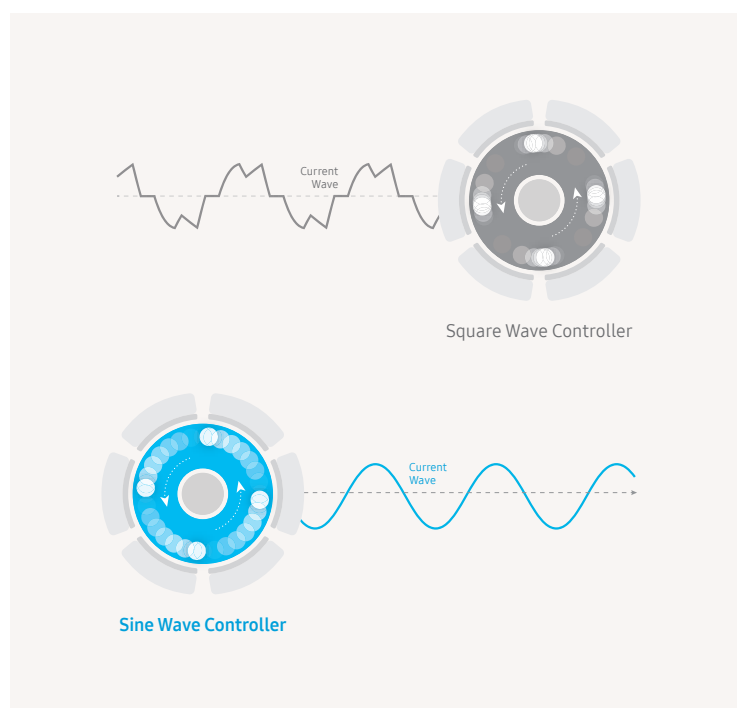 Current
Wave
Square Wave Controller
Current
Wave
Sine Wave Controller